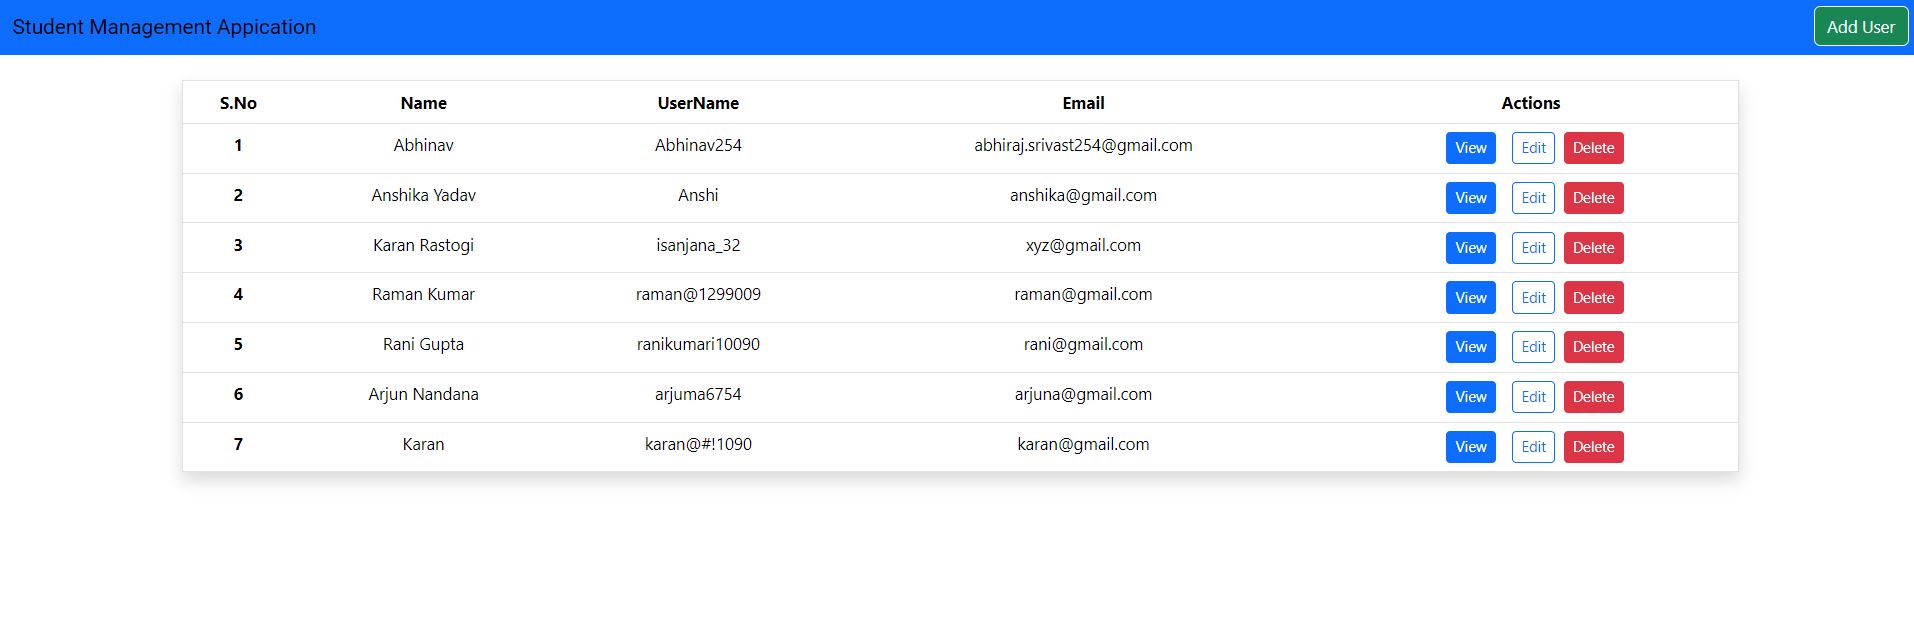 Student Management Appication Add User
S.No Name UserName Email Actions
1 Abhinav Abhinav254 abhiraj.srivast254@gmail.com View Edit Delete
2 Anshika Yadav Anshi anshika@gmail.com View Edit Delete
3 Karan Rastogi isanjana_32 xyz@gmail.com View Edit Delete
4 Raman Kumar raman@1299009 raman@gmail.com View Edit Delete
5 Rani Gupta ranikumari10090 rani@gmail.com View Edit Delete
6 Arjun Nandana arjuma6754 arjuna@gmail.com View Edit Delete
7 Karan karan@#!1090 karan@gmail.com View Edit Delete